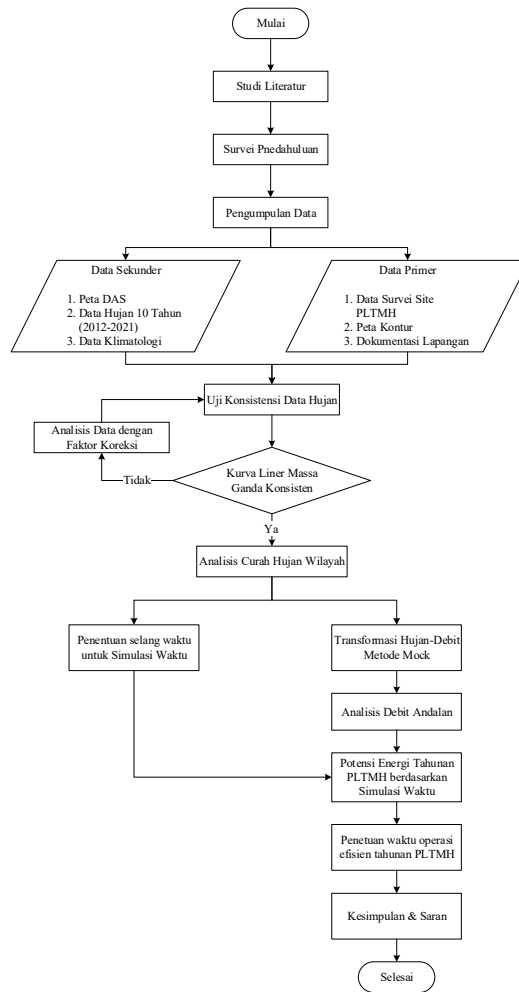 Mulai
Studi Literatur
Survei Pnedahuluan
Pengumpulan Data
Data Sekunder
1. Peta DAS
2. Data Hujan 10 Tahun
(2012-2021)
3. Data Klimatologi
Data Primer
1. Data Survei Site
PLTMH
2. Peta Kontur
3. Dokumentasi Lapangan
Uji Konsistensi Data Hujan
Analisis Data dengan
Faktor Koreksi
Tidak
Kurva Liner Massa
Ganda Konsisten
Ya
Analisis Curah Hujan Wilayah
Penentuan selang waktu
untuk Simulasi Waktu
Transformasi Hujan-Debit
Metode Mock
Analisis Debit Andalan
Potensi Energi Tahunan
PLTMH berdasarkan
Simulasi Waktu
Penetuan waktu operasi
efisien tahunan PLTMH
Kesimpulan & Saran
Selesai